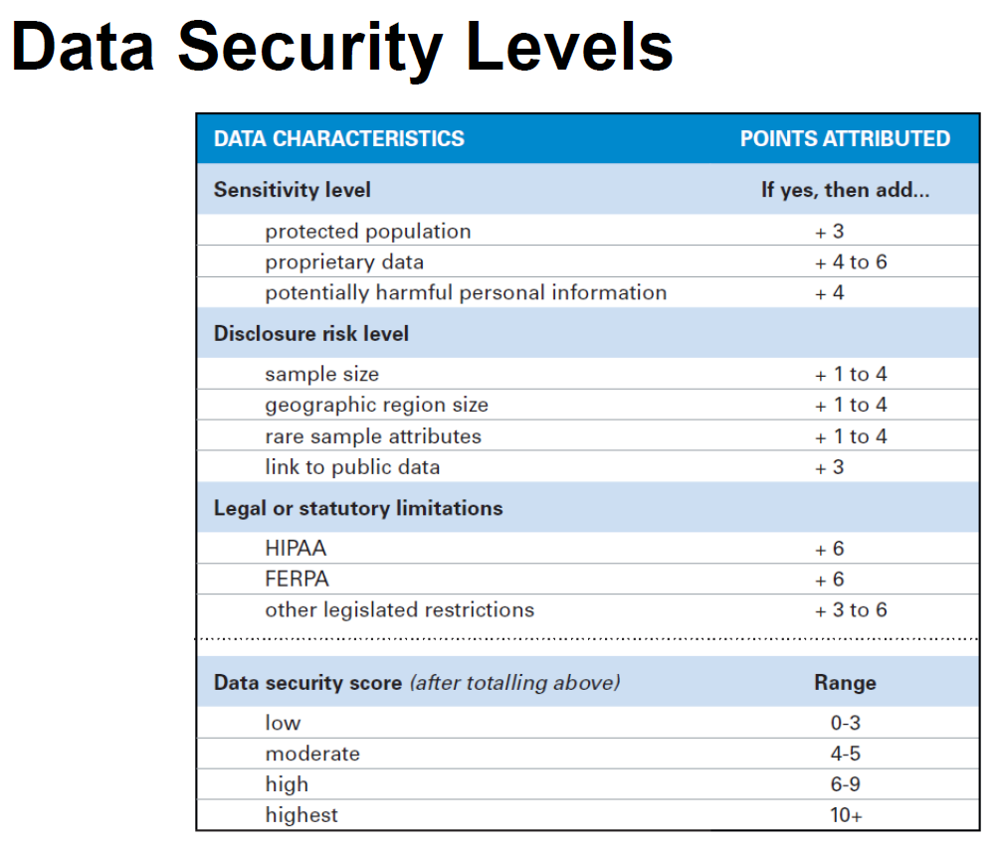 Data Security Levels
DATA CHARACTERISTICS POINTS ATTRIBUTED
Sensitivity level If yes, then add...
protected population + 3
proprietary data + 4 to 6
potentially harmful personal information + 4
Disclosure risk level
sample size + 1 to 4
geographic region size + 1 to 4
rare sample attributes + 1 to 4
link to public data + 3
Legal or statutory limitations
HIPAA + 6
FERPA + 6
other legislated restrictions + 3 to 6
Data security score (after totalling above) Range
low 0-3
moderate 4-5
high 6-9
highest 10+